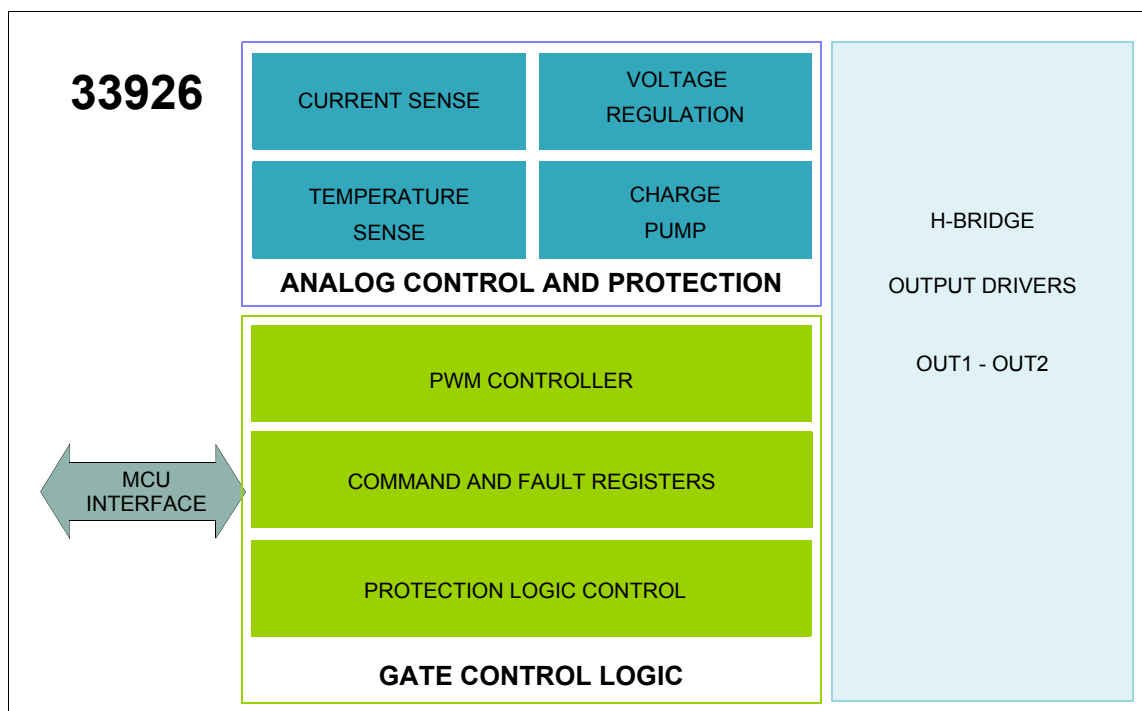 33926
CURRENT SENSE
VOLTAGE
REGULATION
TEMPERATURE
SENSE
CHARGE
PUMP
ANALOG CONTROL AND PROTECTION
PWM CONTROLLER
COMMAND AND FAULT REGISTERS
PROTECTION LOGIC CONTROL
GATE CONTROL LOGIC
MCU
INTERFACE
H-BRIDGE
OUTPUT DRIVERS
OUT1 - OUT2